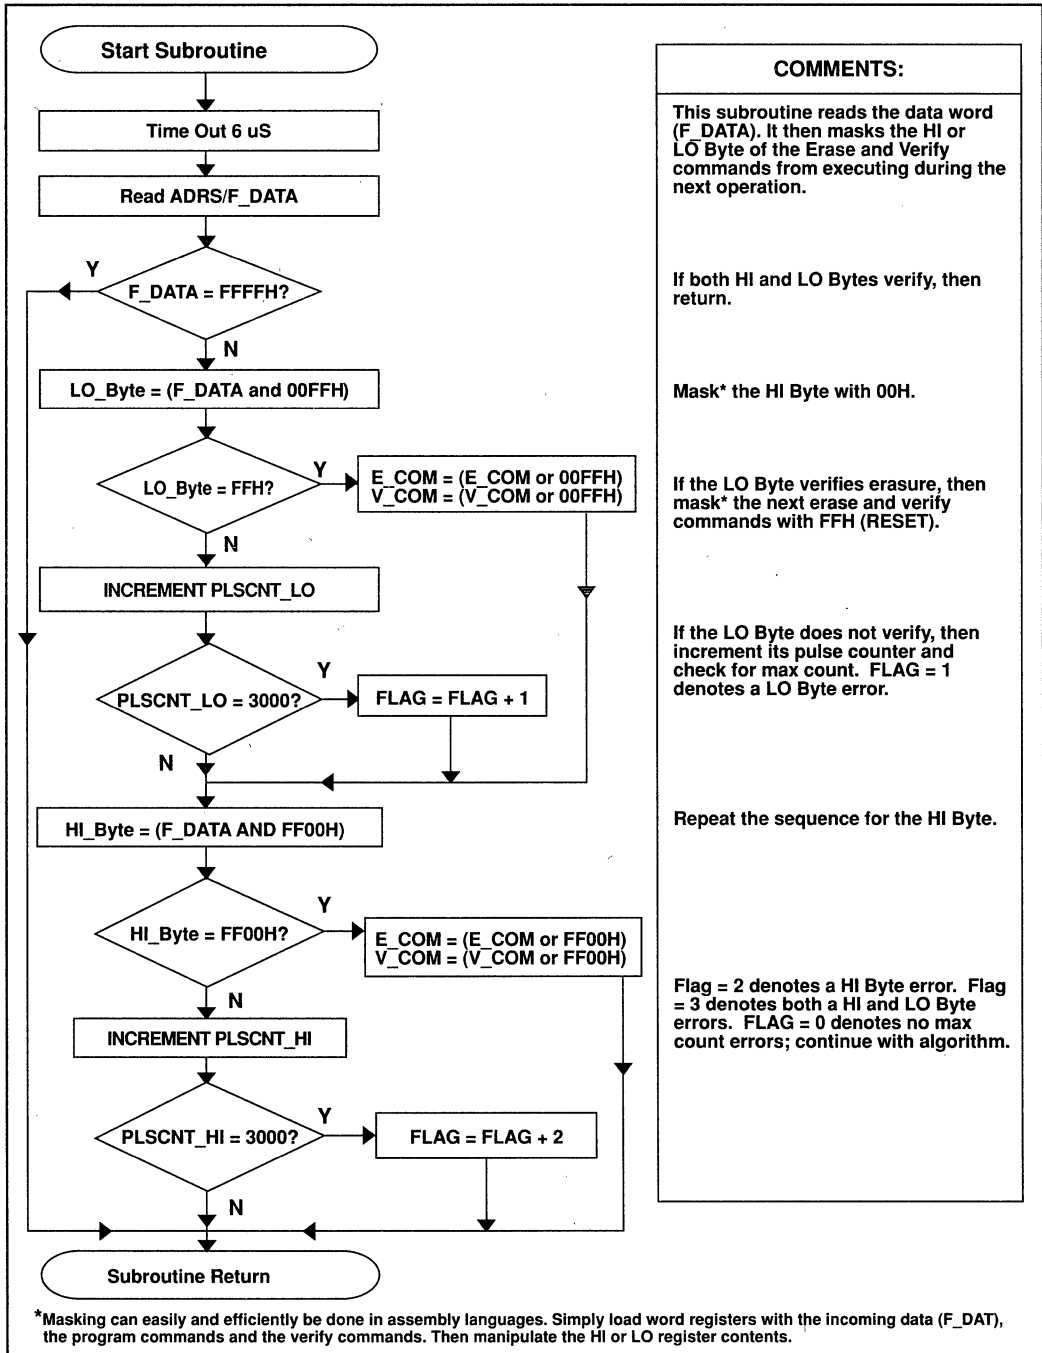 Start Subroutine
Time Out 6 uS
Read ADRS/F_DATA
Y
F_DATA = FFFFH?
N
LO_Byte = (F_DATA and 00FFH)
Y
LO_Byte = FFH?
E_COM = (E_COM or 00FFH)
V_COM = (V_COM or 00FFH)
N
INCREMENT PLSCNT_LO
Y
PLSCNT_LO = 3000?
FLAG = FLAG + 1
N
HI_Byte = (F_DATA AND FF00H)
Y
HI_Byte = FF00H?
E_COM = (E_COM or FF00H)
V_COM = (V_COM or FF00H)
N
INCREMENT PLSCNT_HI
Y
PLSCNT_HI = 3000?
FLAG = FLAG + 2
N
Subroutine Return
COMMENTS:
This subroutine reads the data word
(F_DATA). It then masks the HI or
LO Byte of the Erase and Verify
commands from executing during the
next operation.
If both HI and LO Bytes verify, then
return.
Mask* the HI Byte with 00H.
If the LO Byte verifies erasure, then
mask* the next erase and verify
commands with FFH (RESET).
If the LO Byte does not verify, then
increment its pulse counter and
check for max count. FLAG = 1
denotes a LO Byte error.
Repeat the sequence for the HI Byte.
Flag = 2 denotes a HI Byte error. Flag
= 3 denotes both a HI and LO Byte
errors. FLAG = 0 denotes no max
count errors; continue with algorithm.
*Masking can easily and efficiently be done in assembly languages. Simply load word registers with the incoming data (F_DAT),
the program commands and the verify commands. Then manipulate the HI or LO register contents.